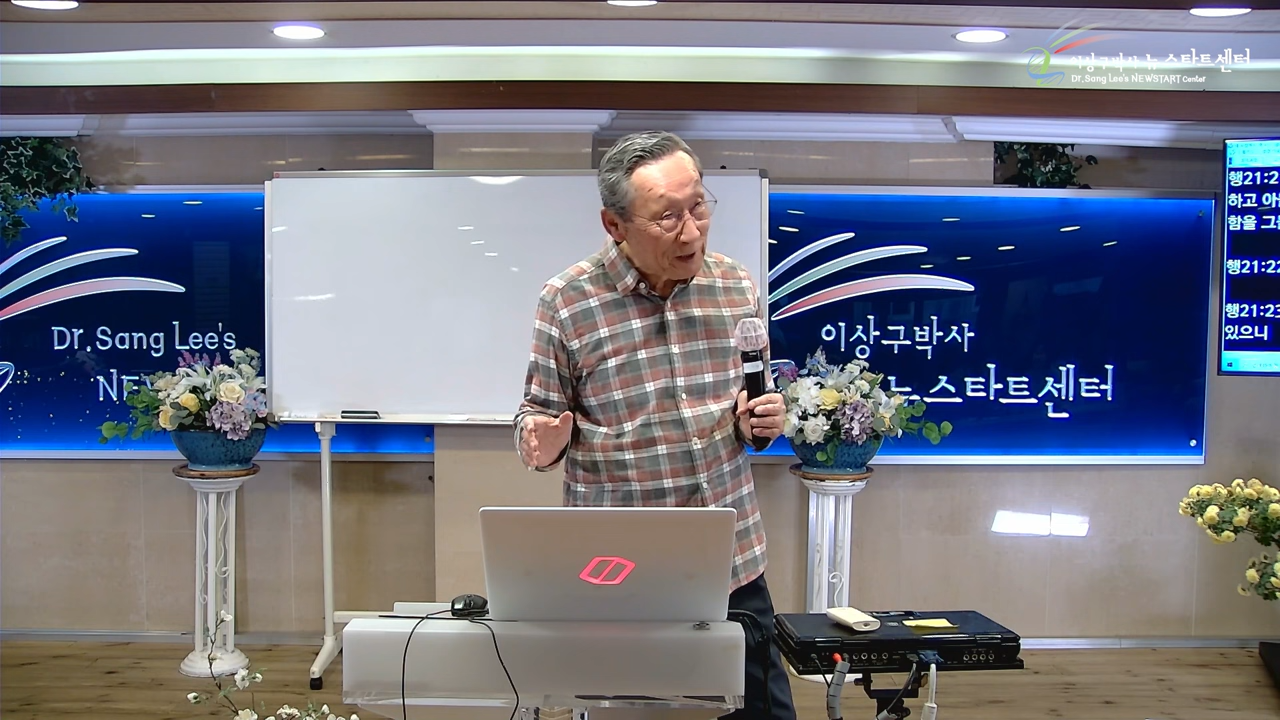 이상구박사 뉴스타트센터
Dr.Sang Lee's NEWSTART Center
Dr.Sang Lee's
이상구박사
뉴스타트센터
행21:2
하고 아
함을 그
행21:22
행21:23
있으니